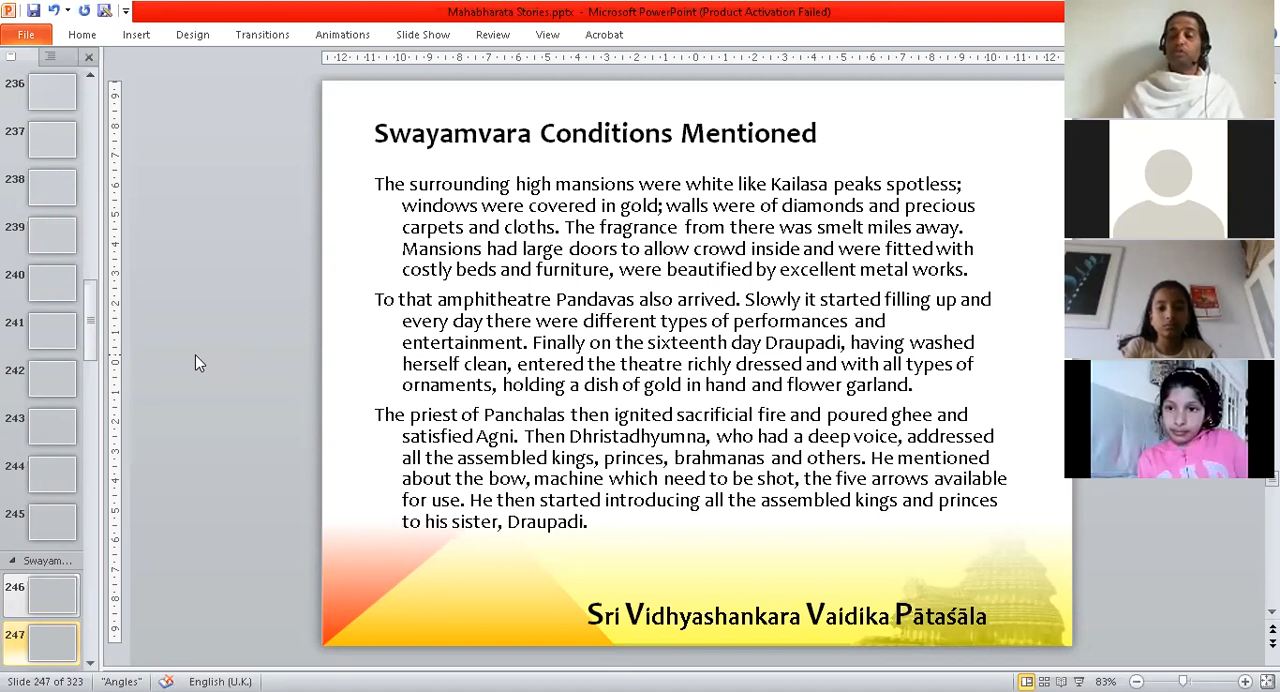 Mahabharata Stories.pptx - Microsoft PowerPoint (Product Activation Failed)
File Home Insert Design Transitions Animations Slide Show Review View Acrobat
236
237
238
239
240
241
242
243
244
245
Swayam...
246
247
Swayamvara Conditions Mentioned
The surrounding high mansions were white like Kailasa peaks spotless;
windows were covered in gold; walls were of diamonds and precious
carpets and cloths. The fragrance from there was smelt miles away.
Mansions had large doors to allow crowd inside and were fitted with
costly beds and furniture, were beautified by excellent metal works.
To that amphitheatre Pandavas also arrived. Slowly it started filling up and
every day there were different types of performances and
entertainment. Finally on the sixteenth day Draupadi, having washed
herself clean, entered the theatre richly dressed and with all types of
ornaments, holding a dish of gold in hand and flower garland.
The priest of Panchalas then ignited sacrificial fire and poured ghee and
satisfied Agni. Then Dhristadhyumna, who had a deep voice, addressed
all the assembled kings, princes, brahmanas and others. He mentioned
about the bow, machine which need to be shot, the five arrows available
for use. He then started introducing all the assembled kings and princes
to his sister, Draupadi.
Sri Vidhyashankara Vaidika Pātaśāla
Slide 247 of 323 "Angles" English (U.K.) 83%